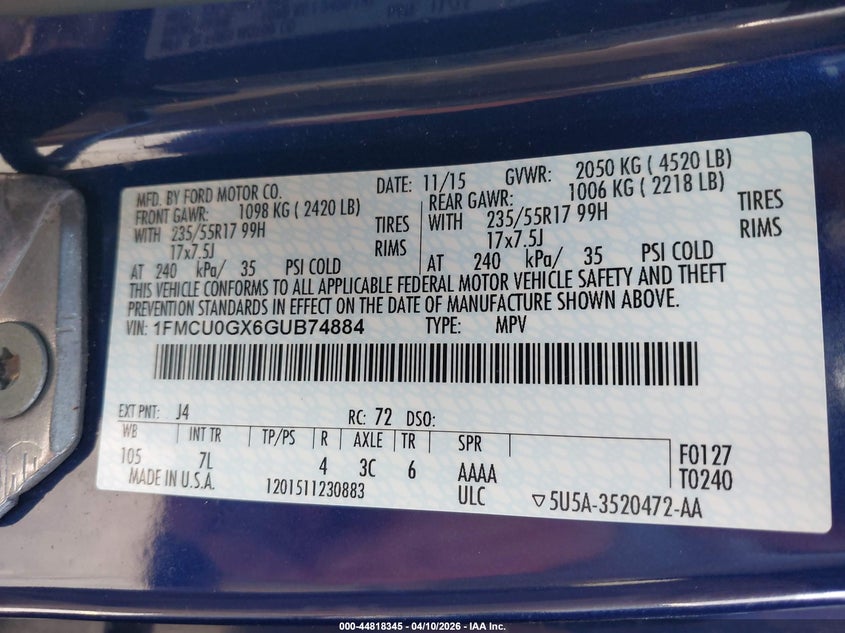 MFD. BY FORD MOTOR CO.
DATE: 11/15 GVWR: 2050 KG ( 4520 LB)
FRONT GAWR: 1098 KG ( 2420 LB)
REAR GAWR: 1006 KG ( 2218 LB)
WITH 235/55R17 99H TIRES
WITH 235/55R17 99H TIRES
17x7.5J RIMS
17x7.5J RIMS
AT 240 kPa/ 35 PSI COLD
AT 240 kPa/ 35 PSI COLD
THIS VEHICLE CONFORMS TO ALL APPLICABLE FEDERAL MOTOR VEHICLE SAFETY AND THEFT
PREVENTION STANDARDS IN EFFECT ON THE DATE OF MANUFACTURE SHOWN ABOVE.
VIN: 1FMCU0GX6GUB74884 TYPE: MPV
EXT PNT: J4 RC: 72 DSO:
WB INT TR TP/PS R AXLE TR SPR
105 7L 4 3C 6 AAAA F0127
MADE IN U.S.A. 1201511230883 ULC T0240
▽5U5A-3520472-AA
000-44818345 - 04/10/2026 - IAA Inc.